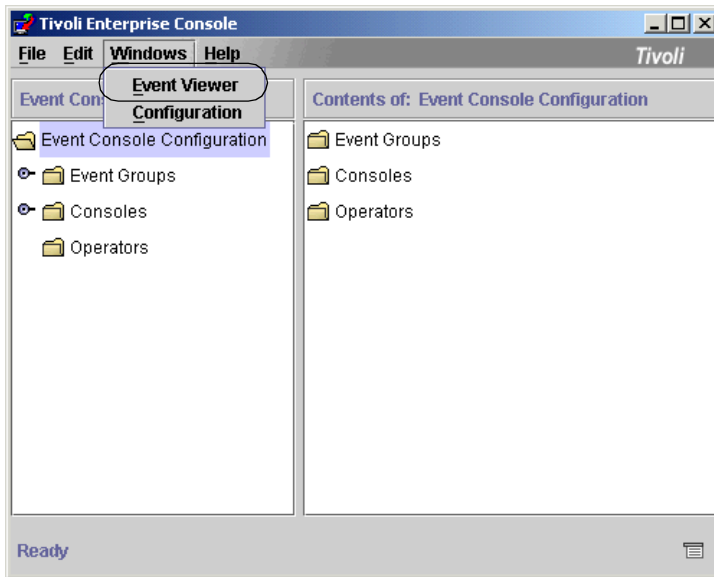 Tivoli Enterprise Console
File Edit Windows Help Tivoli
Event Viewer
Configuration
Event Con
Contents of: Event Console Configuration
Event Console Configuration
Event Groups
Consoles
Operators
Event Groups
Consoles
Operators
Ready